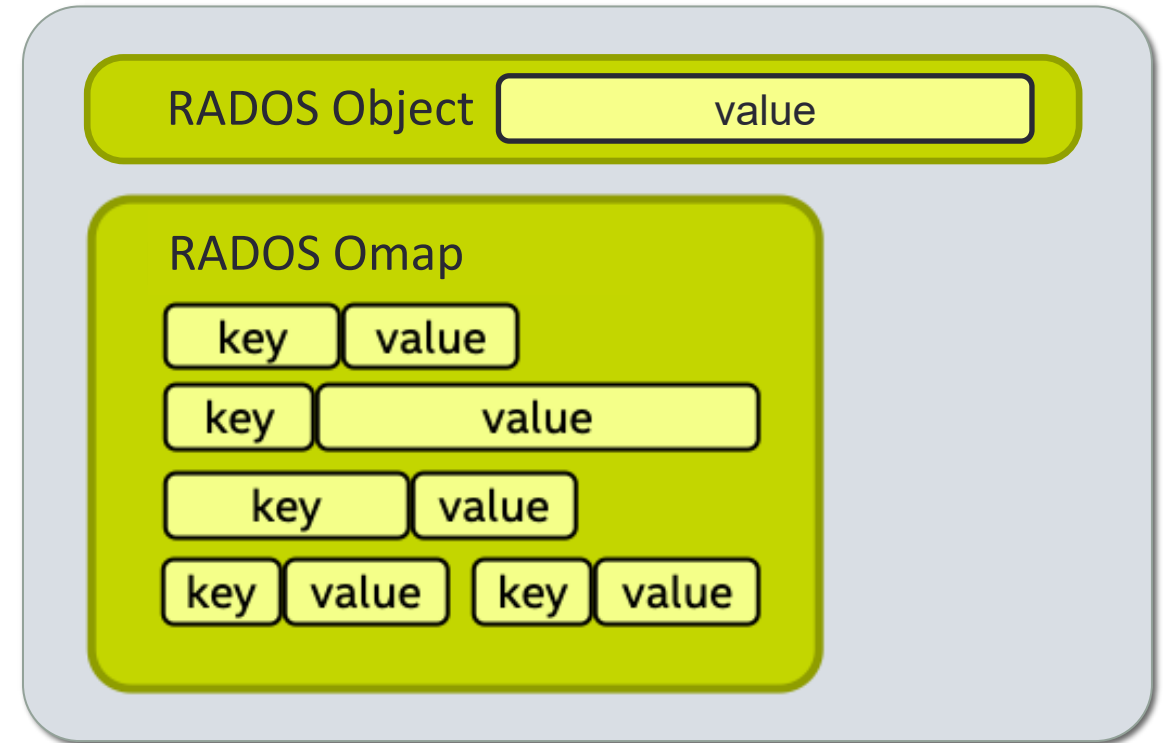 RADOS Object value
RADOS Omap
key value
key value
key value
key value key value